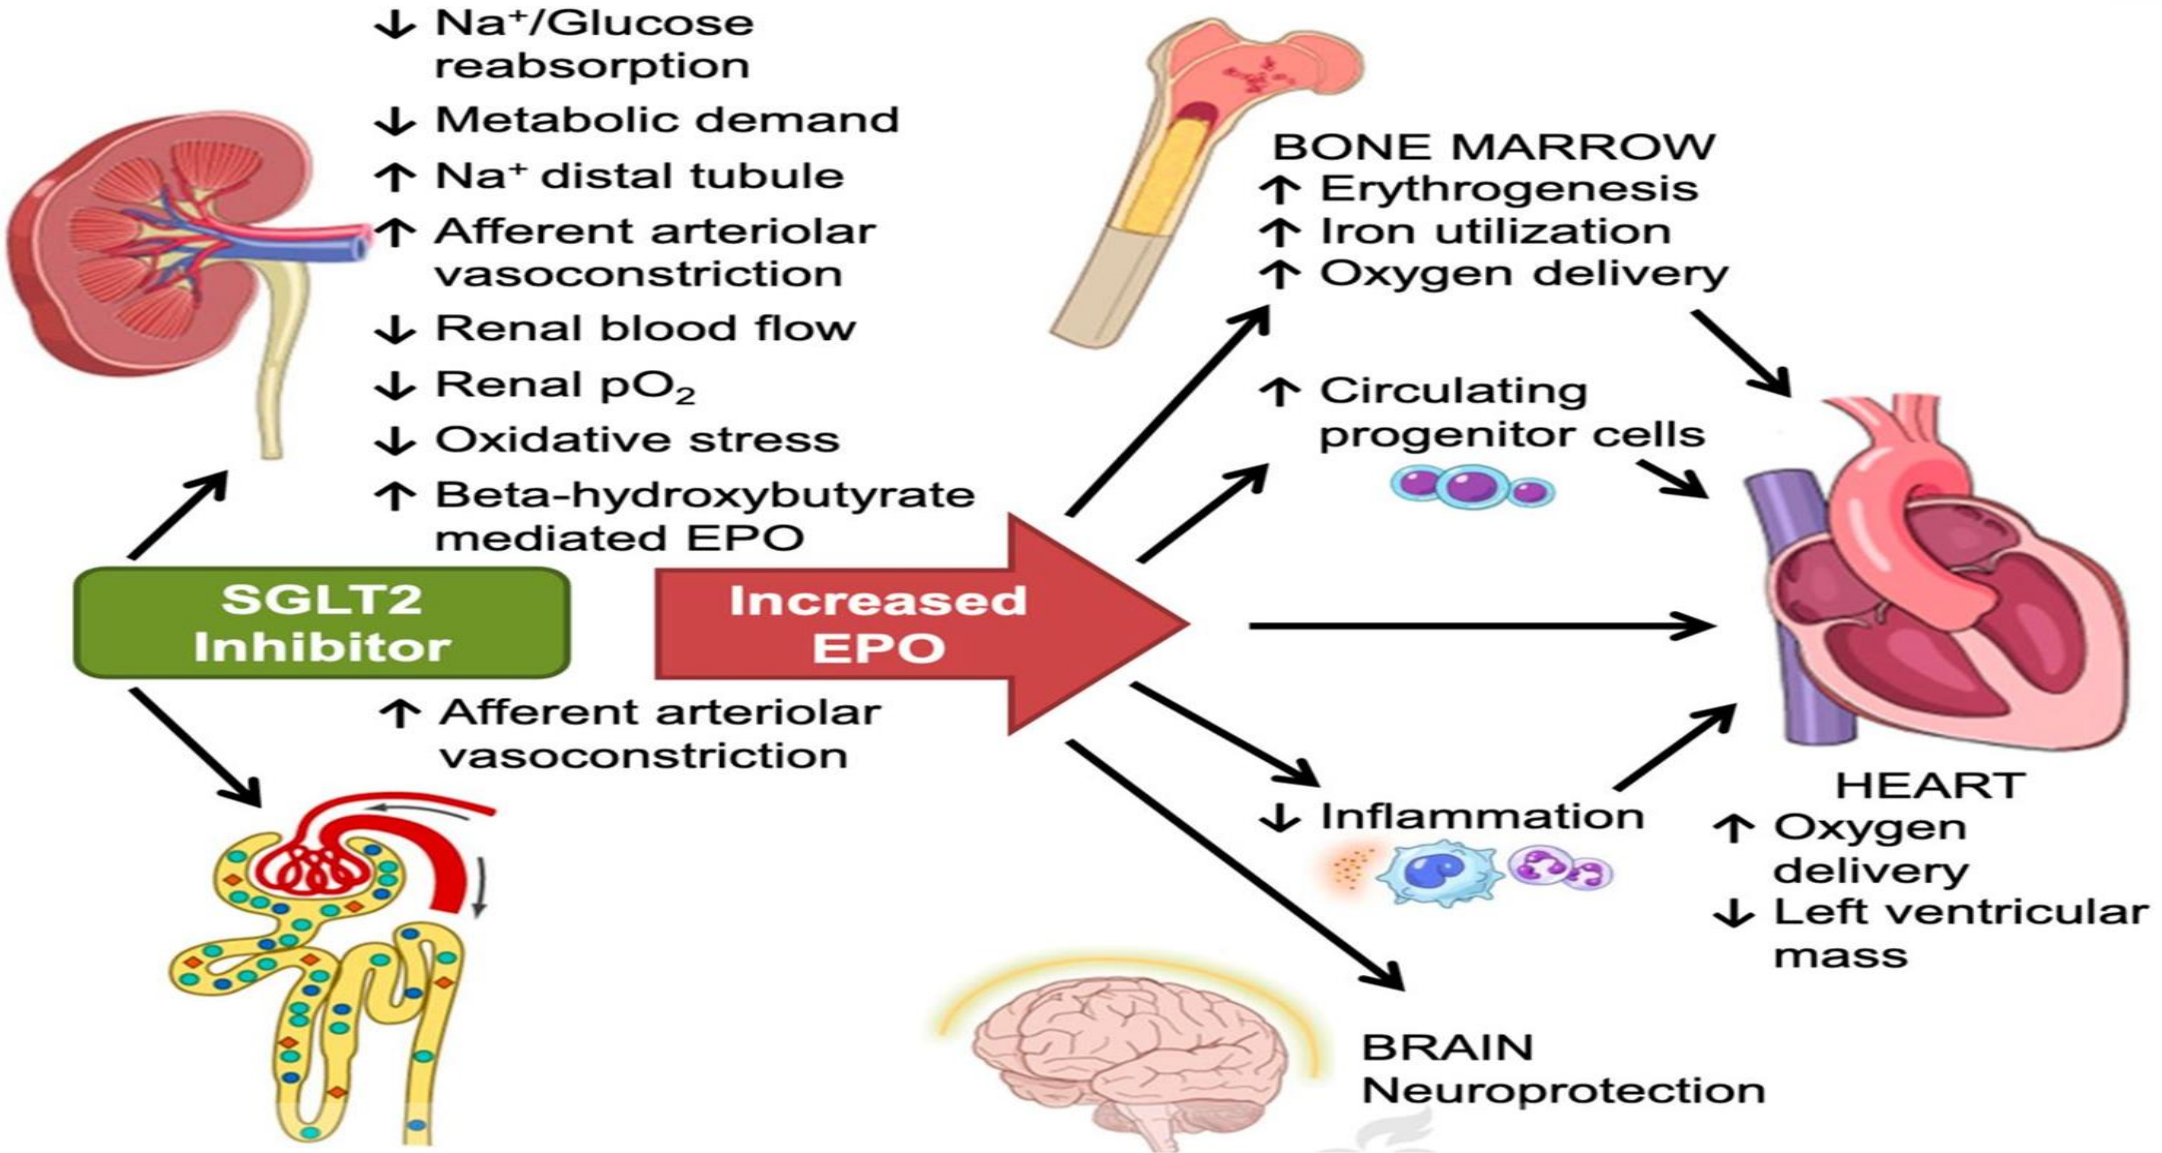 ↓ Na⁺/Glucose
reabsorption
↓ Metabolic demand
↑ Na⁺ distal tubule
↑ Afferent arteriolar
vasoconstriction
↓ Renal blood flow
↓ Renal pO₂
↓ Oxidative stress
↑ Beta-hydroxybutyrate
mediated EPO
SGLT2
Inhibitor
Increased
EPO
↑ Afferent arteriolar
vasoconstriction
BONE MARROW
↑ Erythrogenesis
↑ Iron utilization
↑ Oxygen delivery
↑ Circulating
progenitor cells
↓ Inflammation
HEART
↑ Oxygen
delivery
↓ Left ventricular
mass
BRAIN
Neuroprotection